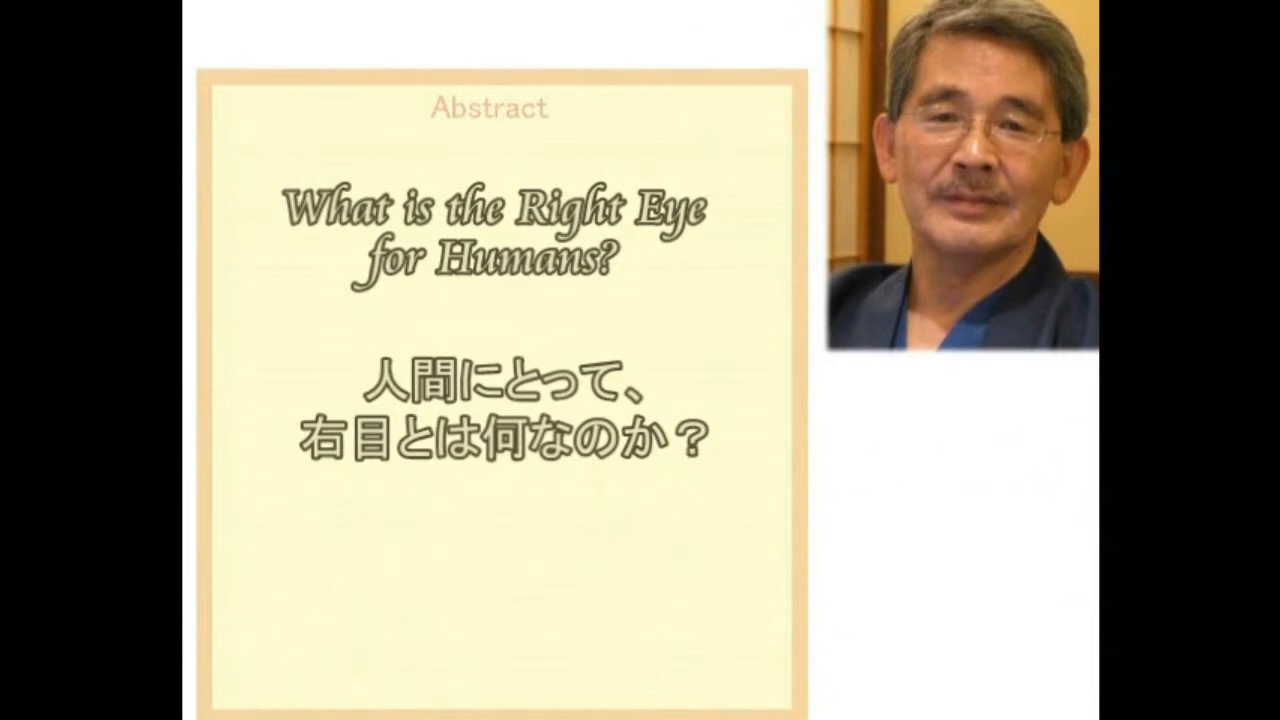 Abstract
What is the Right Eye
for Humans?
人間にとって、
右目とは何なのか？